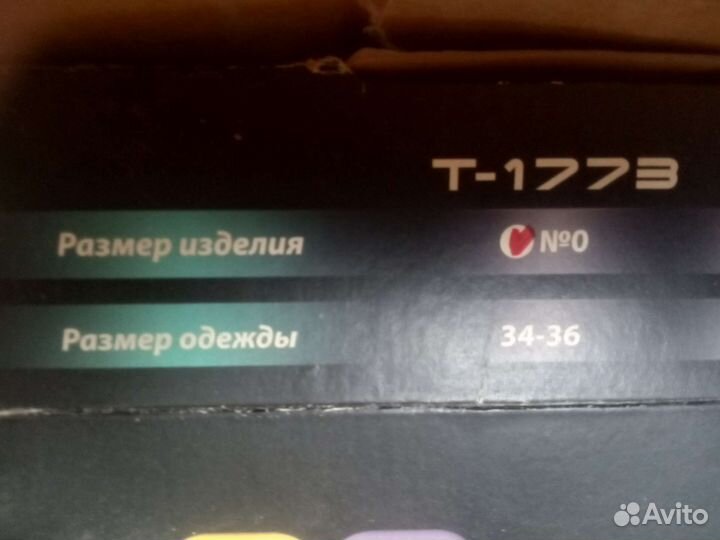 T-1773
Размер изделия №0
Размер одежды 34-36
Avito